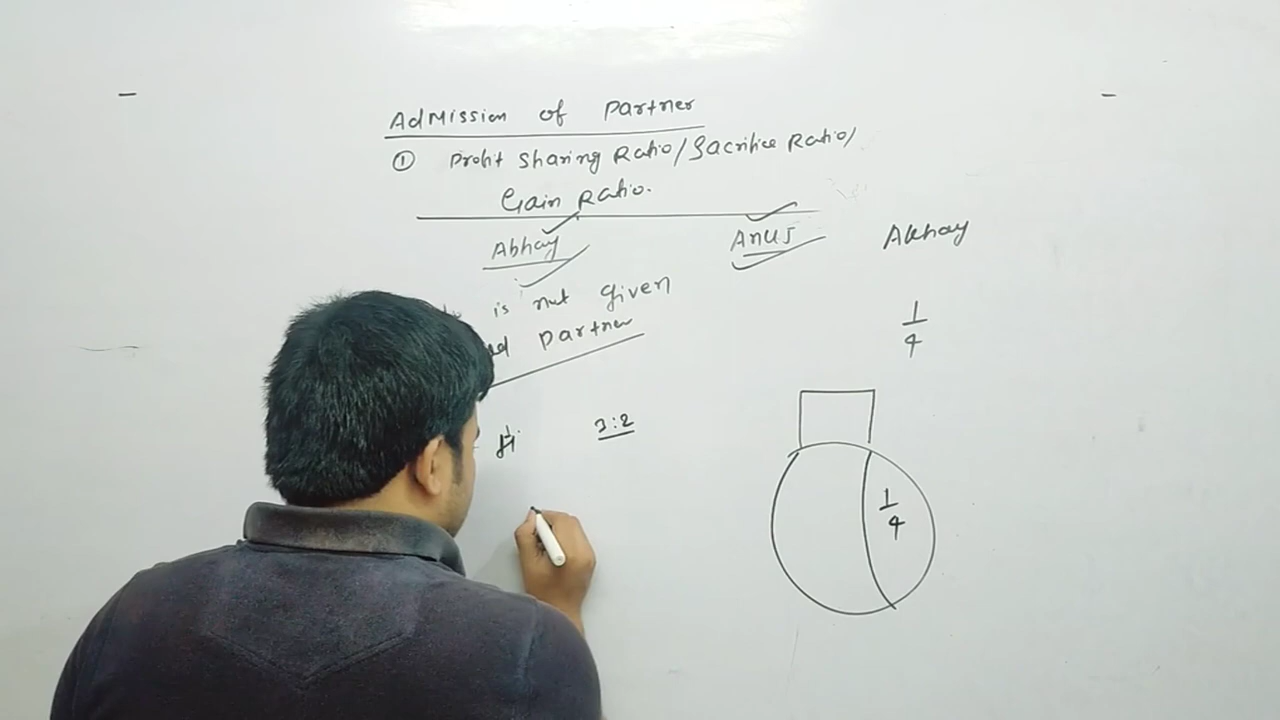 Admission of Partner
① Profit Sharing Ratio/Sacrifice Ratio/
Gain Ratio.
Abhay Anuj Akhay
is not given
Partner
1/4
3:2
1/4